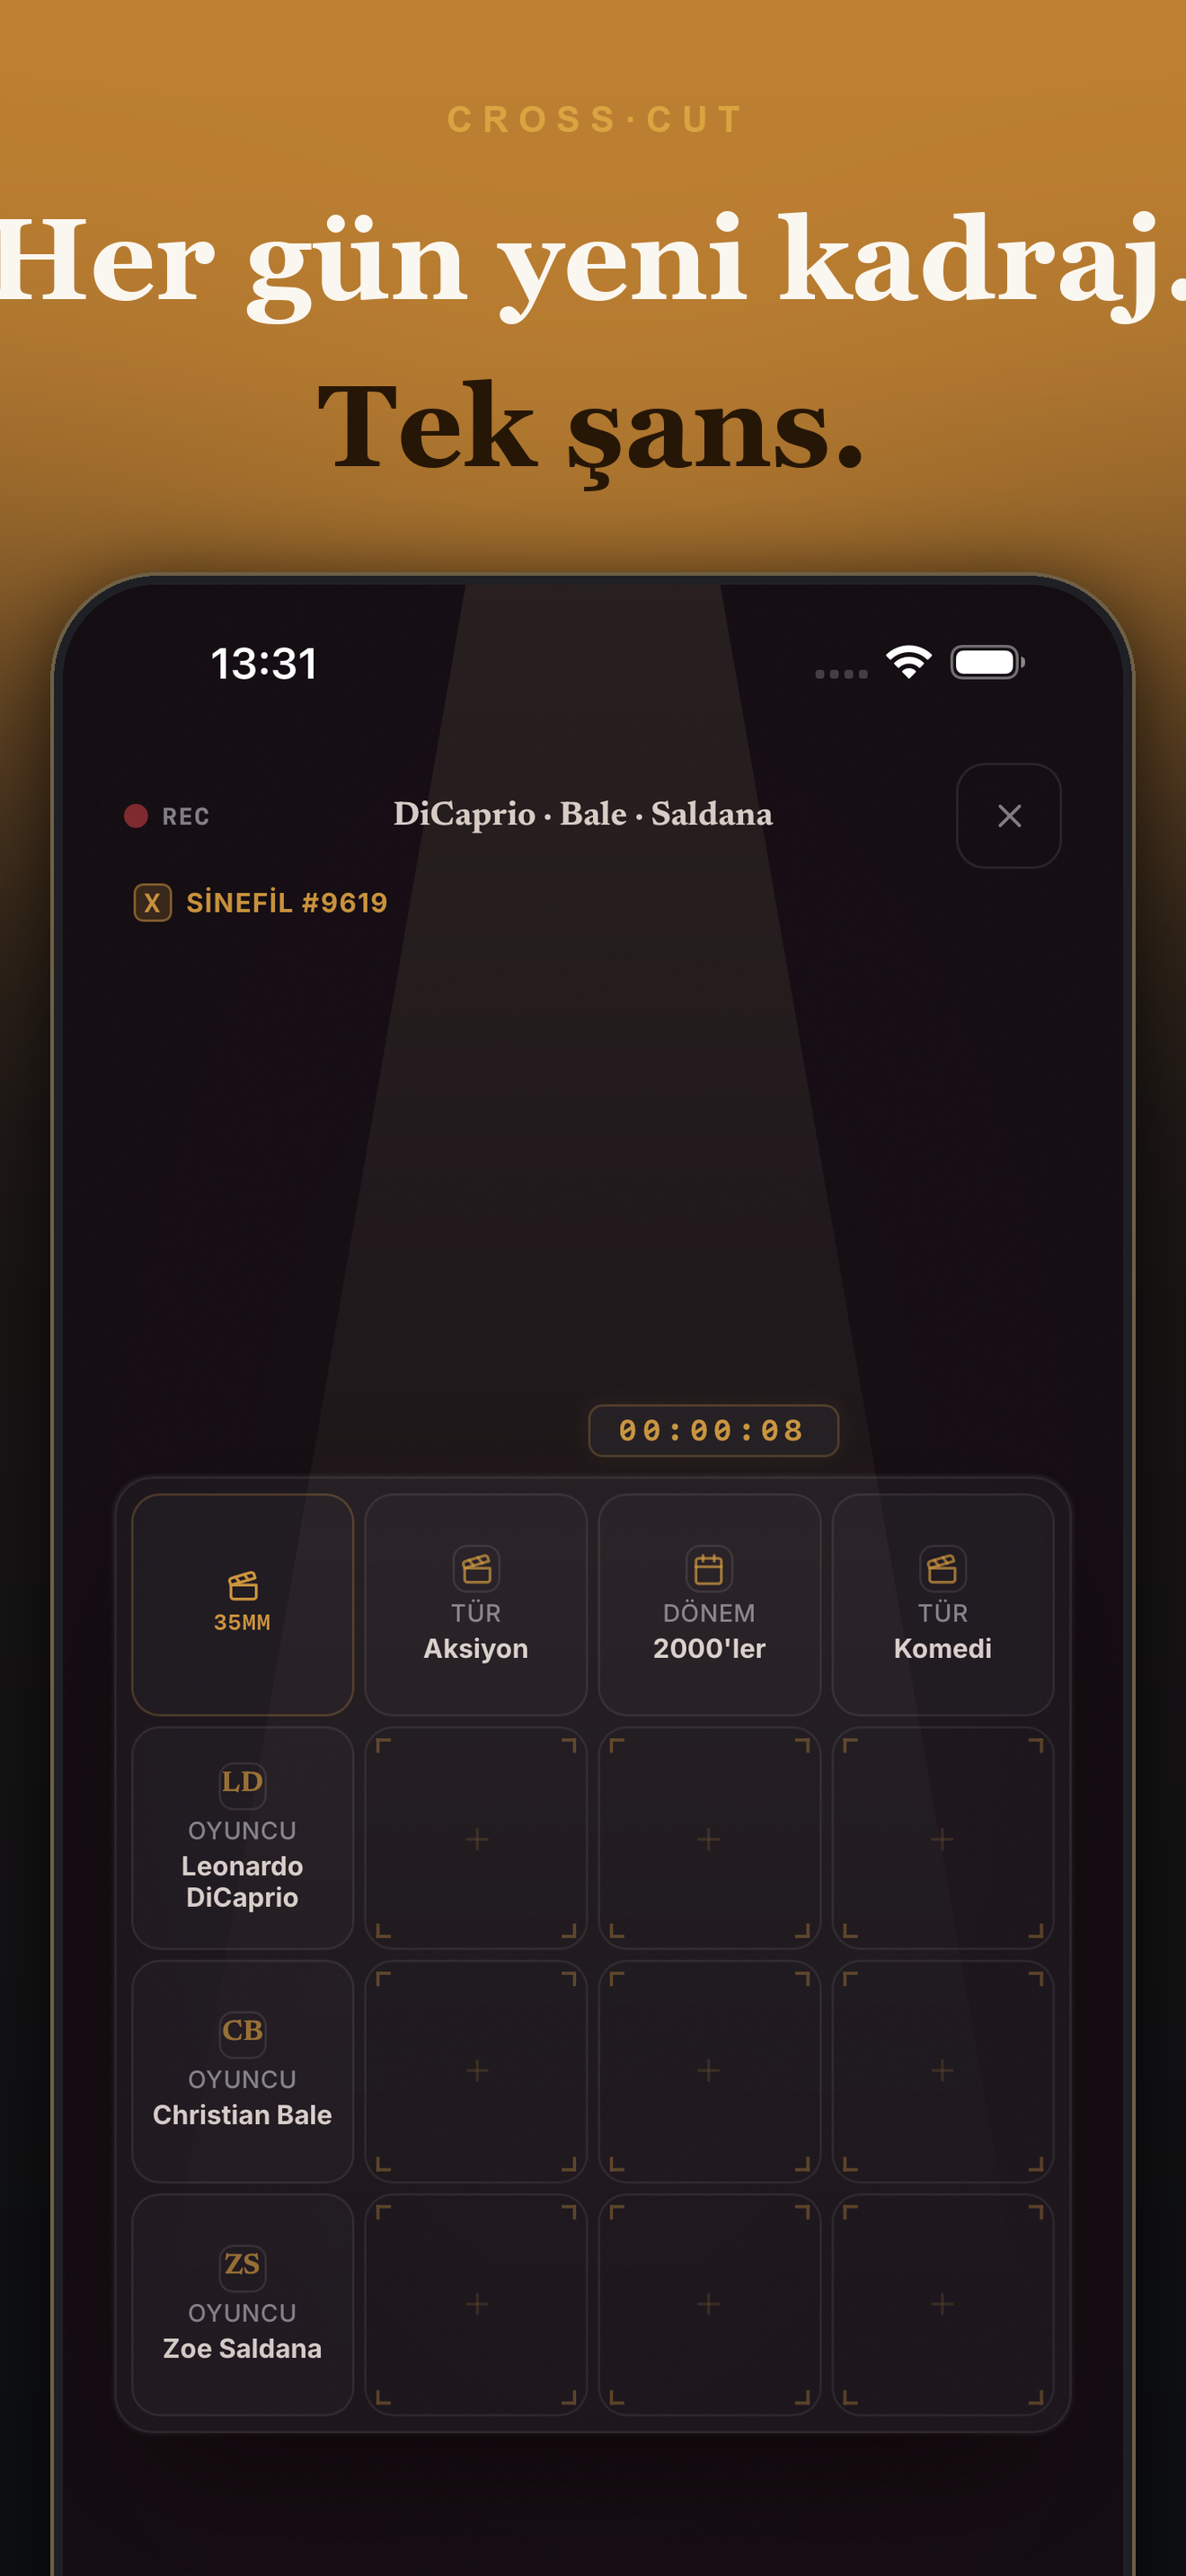 CROSS·CUT
Her gün yeni kadraj.
Tek şans.
13:31
REC
DiCaprio · Bale · Saldana
X SİNEFİL #9619
00:00:08
35MM
TÜR
Aksiyon
DÖNEM
2000'ler
TÜR
Komedi
LD
OYUNCU
Leonardo
DiCaprio
CB
OYUNCU
Christian Bale
ZS
OYUNCU
Zoe Saldana